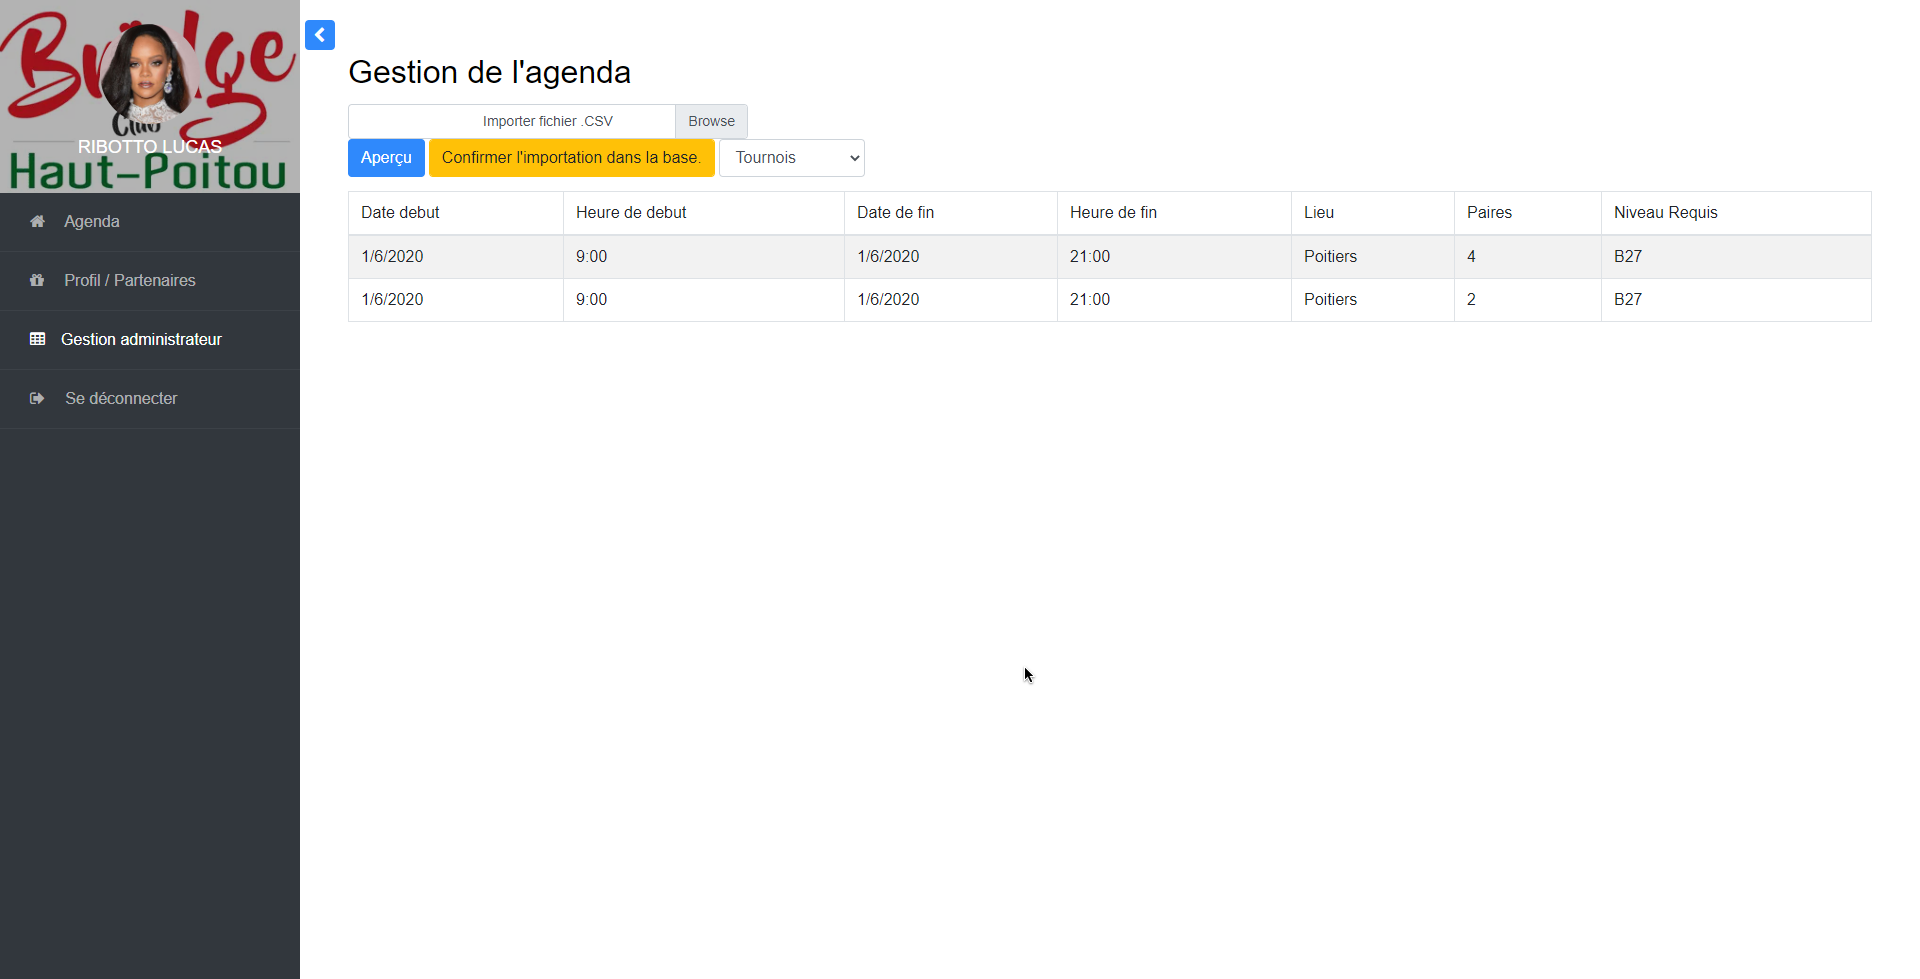 Bridge
Club
RIBOTTO LUCAS
Haut-Poitou
Agenda
Profil / Partenaires
Gestion administrateur
Se déconnecter
Gestion de l'agenda
Importer fichier .CSV Browse
Aperçu Confirmer l'importation dans la base. Tournois
Date debut Heure de debut Date de fin Heure de fin Lieu Paires Niveau Requis
1/6/2020 9:00 1/6/2020 21:00 Poitiers 4 B27
1/6/2020 9:00 1/6/2020 21:00 Poitiers 2 B27